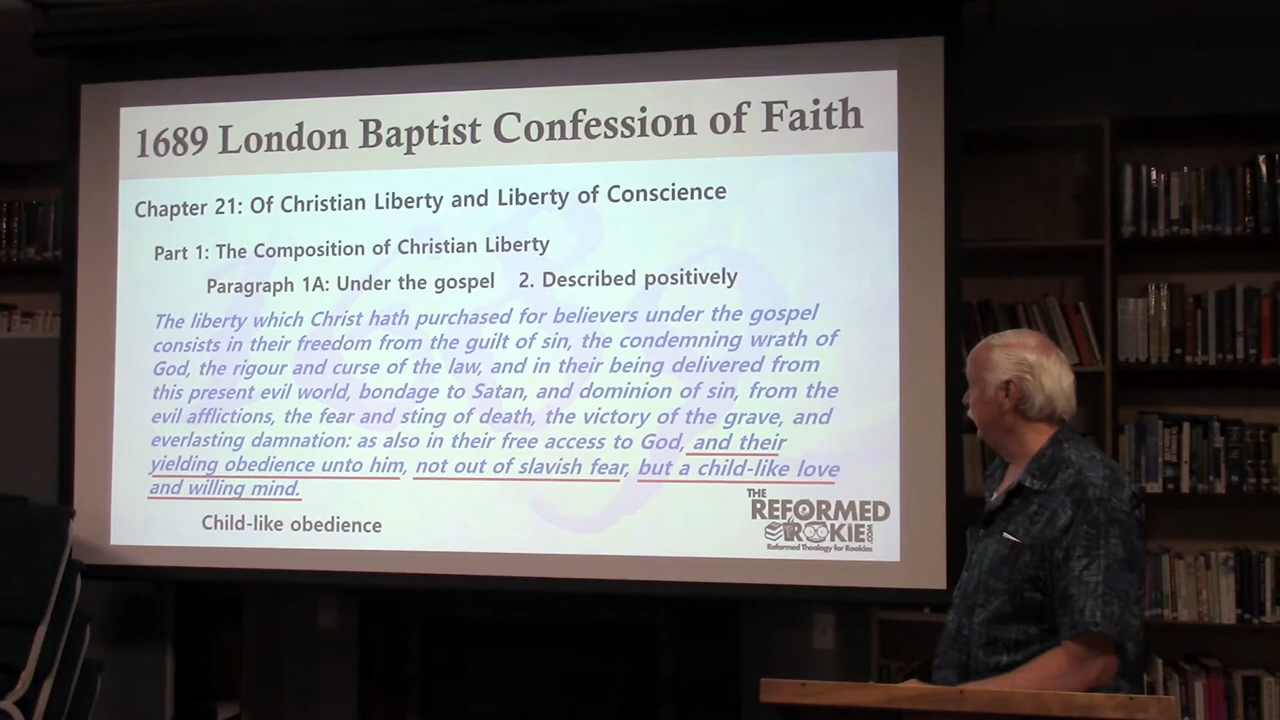 1689 London Baptist Confession of Faith
Chapter 21: Of Christian Liberty and Liberty of Conscience
Part 1: The Composition of Christian Liberty
Paragraph 1A: Under the gospel 2. Described positively
The liberty which Christ hath purchased for believers under the gospel
consists in their freedom from the guilt of sin, the condemning wrath of
God, the rigour and curse of the law, and in their being delivered from
this present evil world, bondage to Satan, and dominion of sin, from the
evil afflictions, the fear and sting of death, the victory of the grave, and
everlasting damnation: as also in their free access to God, and their
yielding obedience unto him, not out of slavish fear, but a child-like love
and willing mind.
Child-like obedience
THE
REFORMED
ROOKIE
.COM
Reformed Theology for Rookies